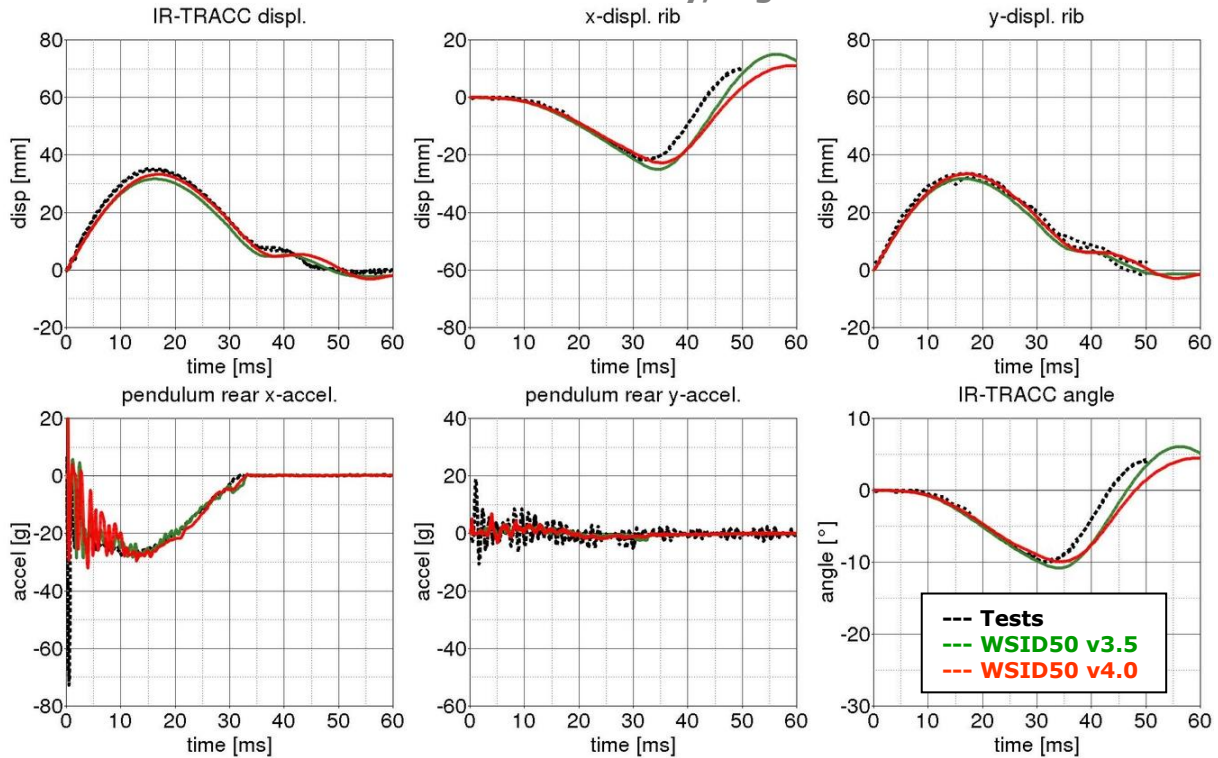 IR-TRACC displ.
x-displ. rib
y-displ. rib
80
60
40
20
0
-20
disp [mm]
0 10 20 30 40 50 60
time [ms]
20
0
-20
-40
-60
-80
disp [mm]
0 10 20 30 40 50 60
time [ms]
80
60
40
20
0
-20
disp [mm]
0 10 20 30 40 50 60
time [ms]
pendulum rear x-accel.
pendulum rear y-accel.
IR-TRACC angle
20
0
-20
-40
-60
-80
accel [g]
0 10 20 30 40 50 60
time [ms]
40
20
0
-20
-40
-60
accel [g]
0 10 20 30 40 50 60
time [ms]
10
0
-10
-20
-30
angle [°]
0 10 20 30 40 50 60
time [ms]
Tests
WSID50 v3.5
WSID50 v4.0